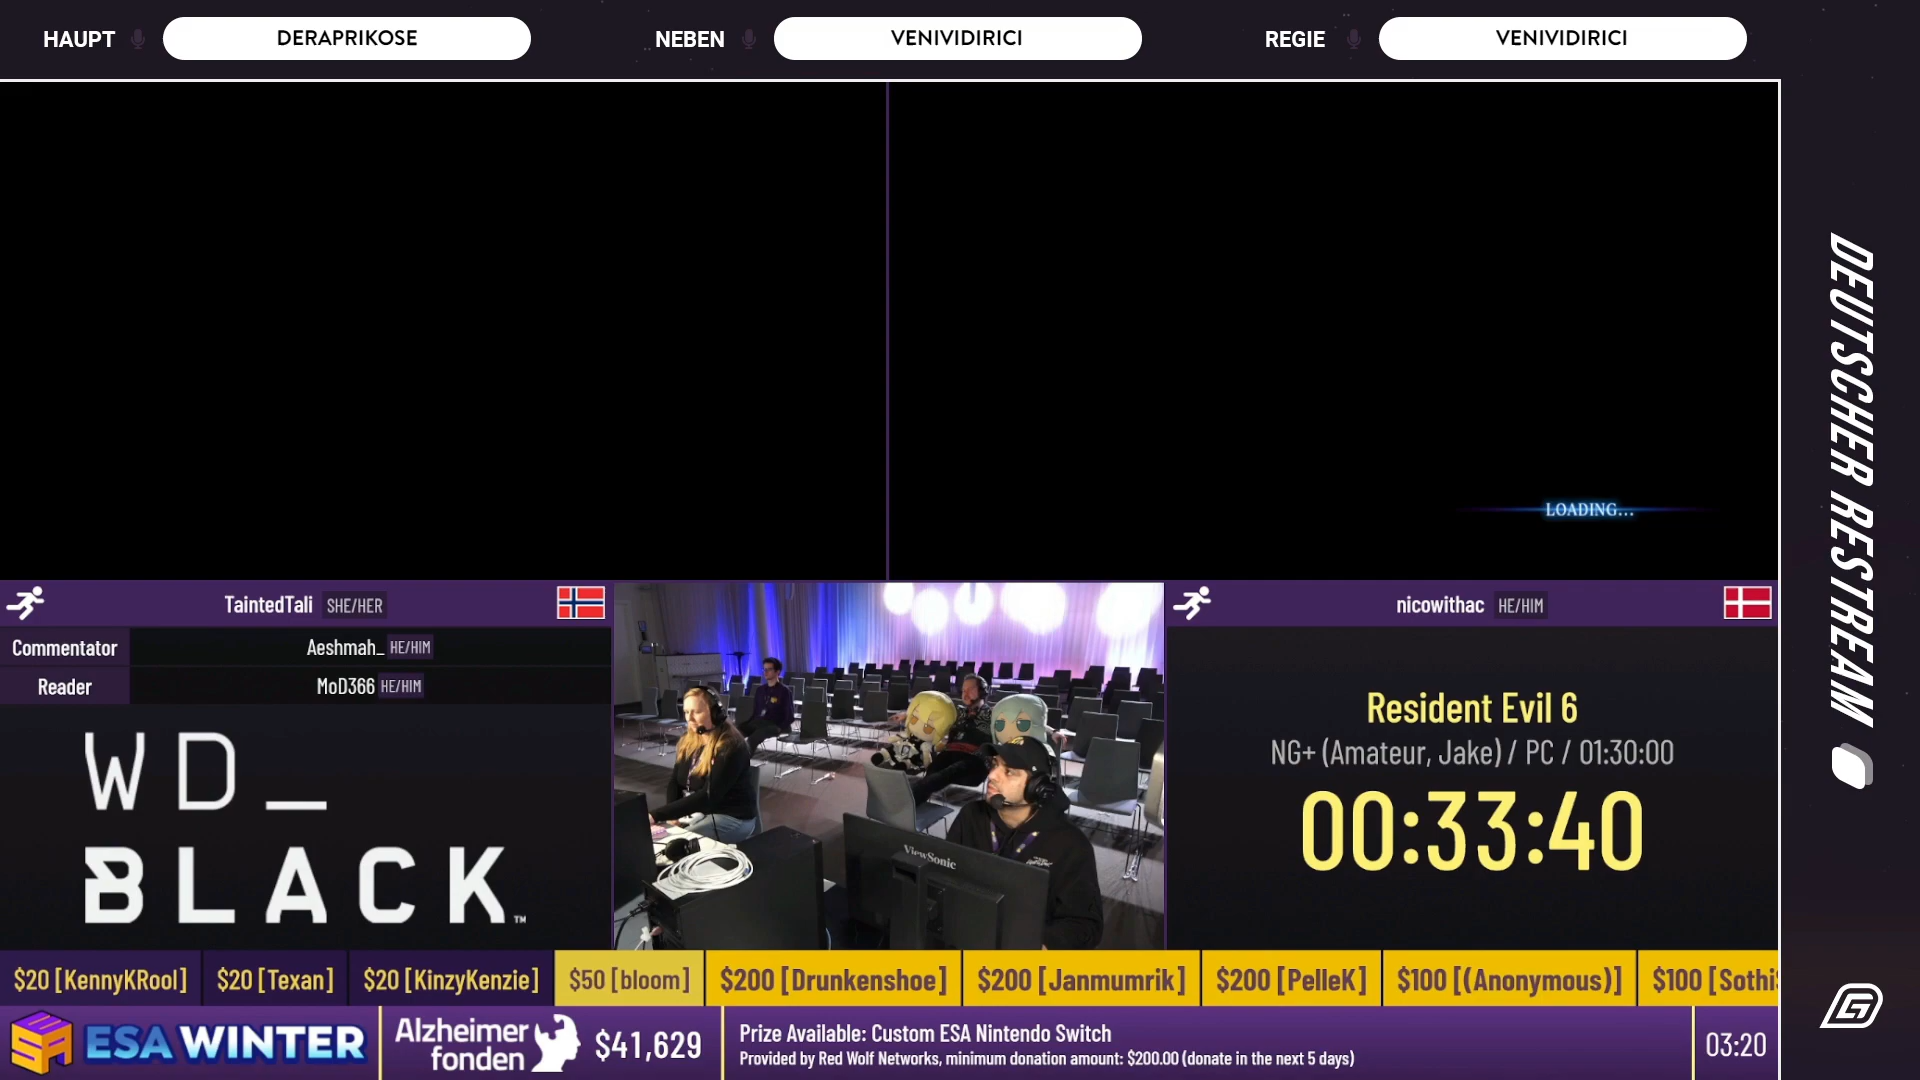 HAUPT DERAPRIKOSE NEBEN VENIVIDIRICI REGIE VENIVIDIRICI
LOADING...
TaintedTali SHE/HER
Commentator Aeshmah_ HE/HIM
Reader MoD366 HE/HIM
WD_
BLACK™
ViewSonic
nicowithac HE/HIM
Resident Evil 6
NG+ (Amateur, Jake) / PC / 01:30:00
00:33:40
DEUTSCHER RESTREAM
$20 [KennyKRool] $20 [Texan] $20 [KinzyKenzie] $50 [bloom] $200 [Drunkenshoe] $200 [Janmumrik] $200 [PelleK] $100 [(Anonymous)] $100 [Sothi
ESA WINTER
Alzheimer
fonden
$41,629
Prize Available: Custom ESA Nintendo Switch
Provided by Red Wolf Networks, minimum donation amount: $200.00 (donate in the next 5 days)
03:20